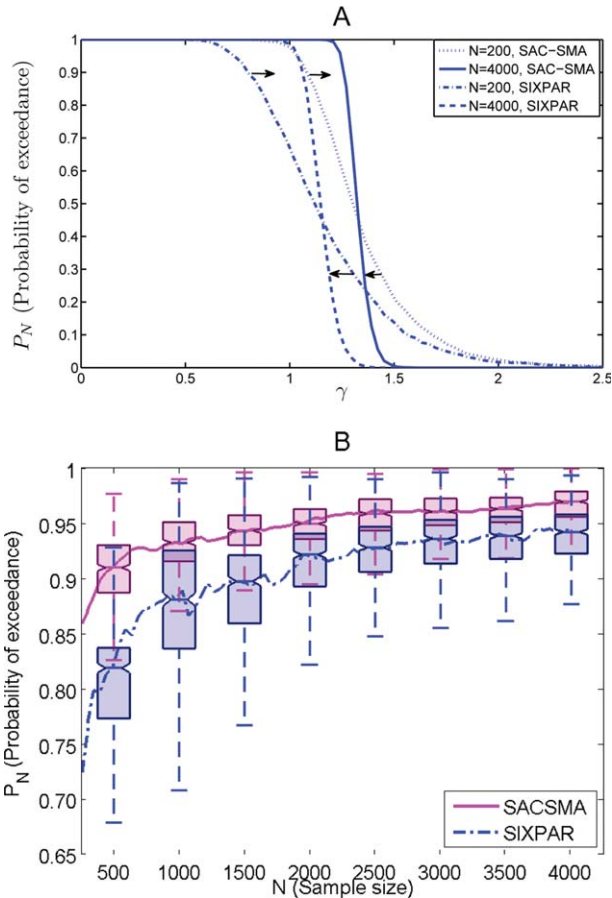 A
P_N (Probability of exceedance)
1
0.9
0.8
0.7
0.6
0.5
0.4
0.3
0.2
0.1
0
N=200, SAC-SMA
N=4000, SAC-SMA
N=200, SIXPAR
N=4000, SIXPAR
0 0.5 1 1.5 2 2.5
γ
B
P_N (Probability of exceedance)
1
0.95
0.9
0.85
0.80
0.75
0.70
0.65
SACSMA
SIXPAR
500 1000 1500 2000 2500 3000 3500 4000
N (Sample size)